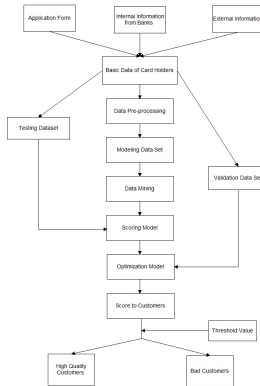 Application Form
Internal Information
from Banks
External Information
Basic Data of Card Holders
Data Pre-processing
Testing Dataset
Modeling Data Set
Validation Data Se
Data Mining
Scoring Model
Optimization Model
Score to Customers
Threshold Value
High Quality
Customers
Bad Customers